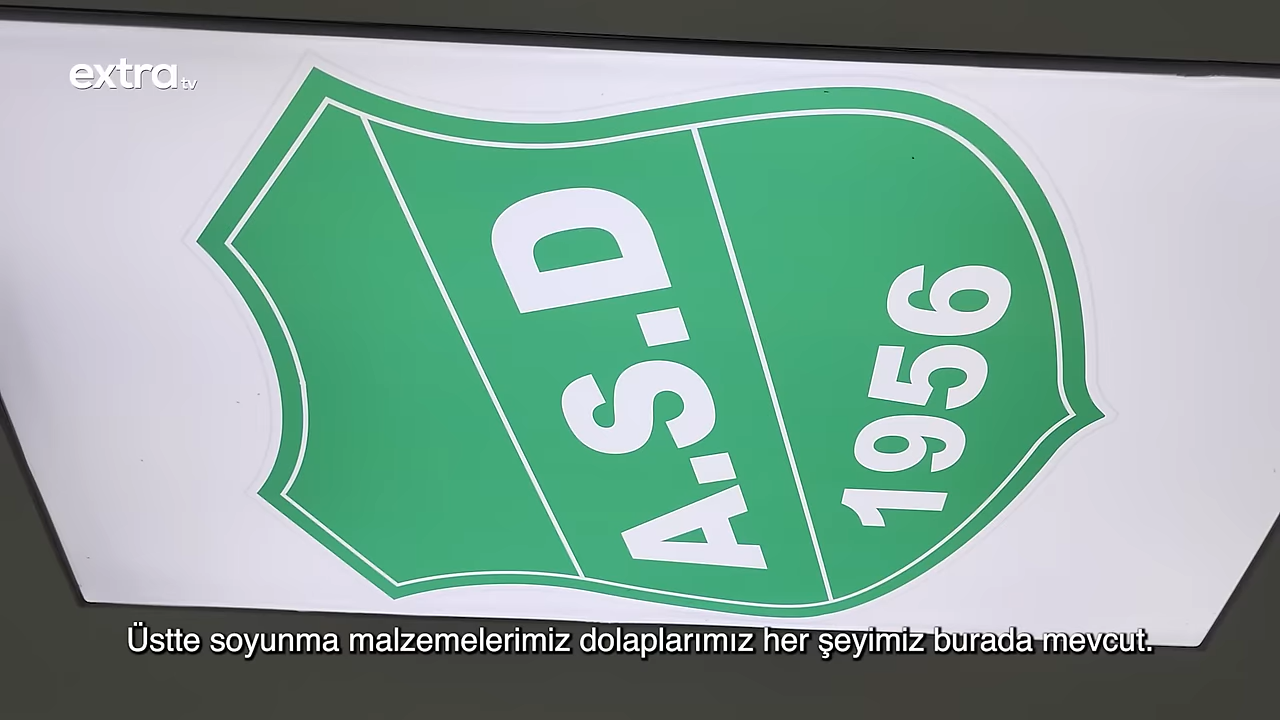 extra tv
A.S.D
1956
Üstte soyunma malzemelerimiz dolaplarımız her şeyimiz burada mevcut.